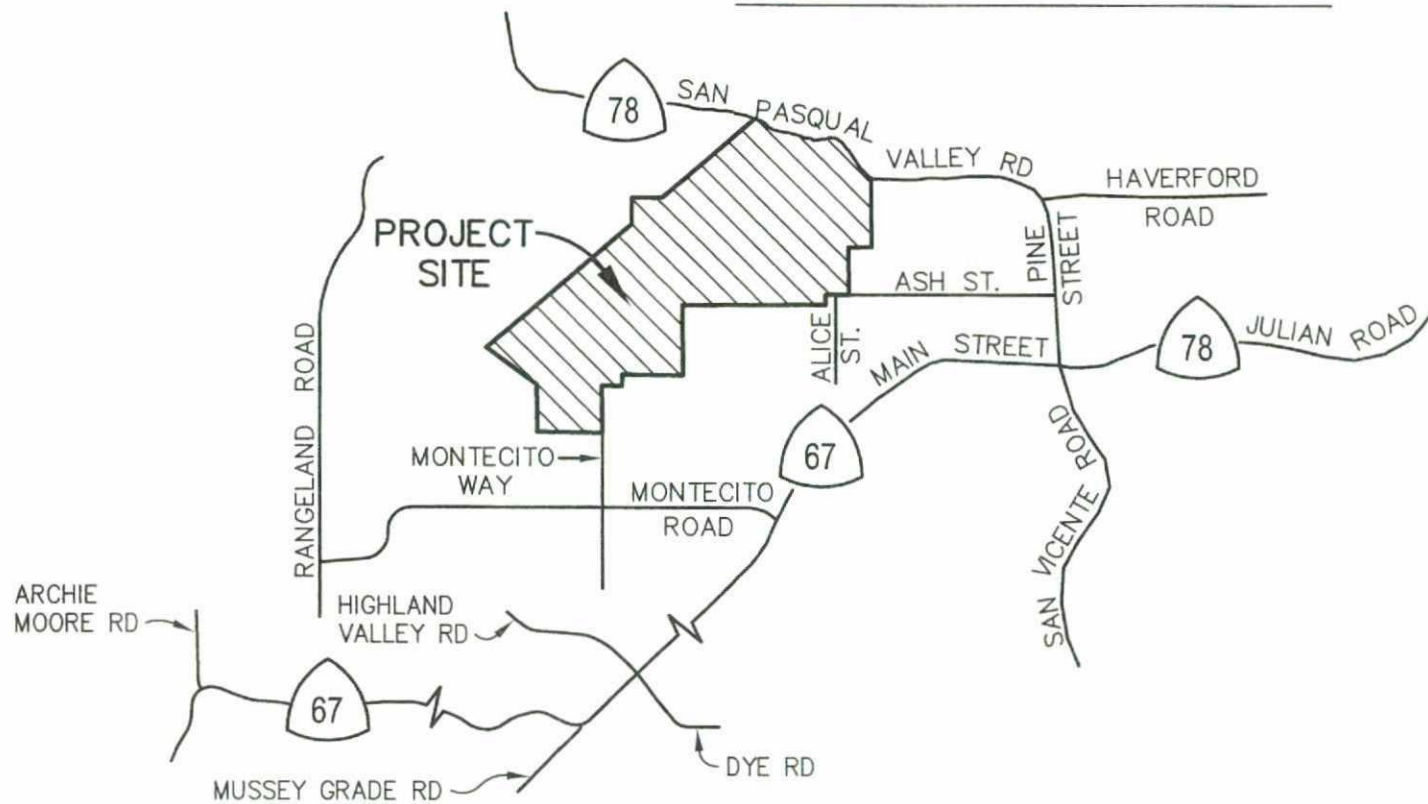 78
SAN PASQUAL VALLEY RD
HAVERFORD
ROAD
PROJECT
SITE
PINE
STREET
ASH ST.
RANGELAND ROAD
ALICE
ST.
MAIN STREET
78
JULIAN ROAD
67
MONTECITO
WAY
MONTECITO
ROAD
SAN VICENTE ROAD
ARCHIE
MOORE RD
HIGHLAND
VALLEY RD
67
DYE RD
MUSSEY GRADE RD